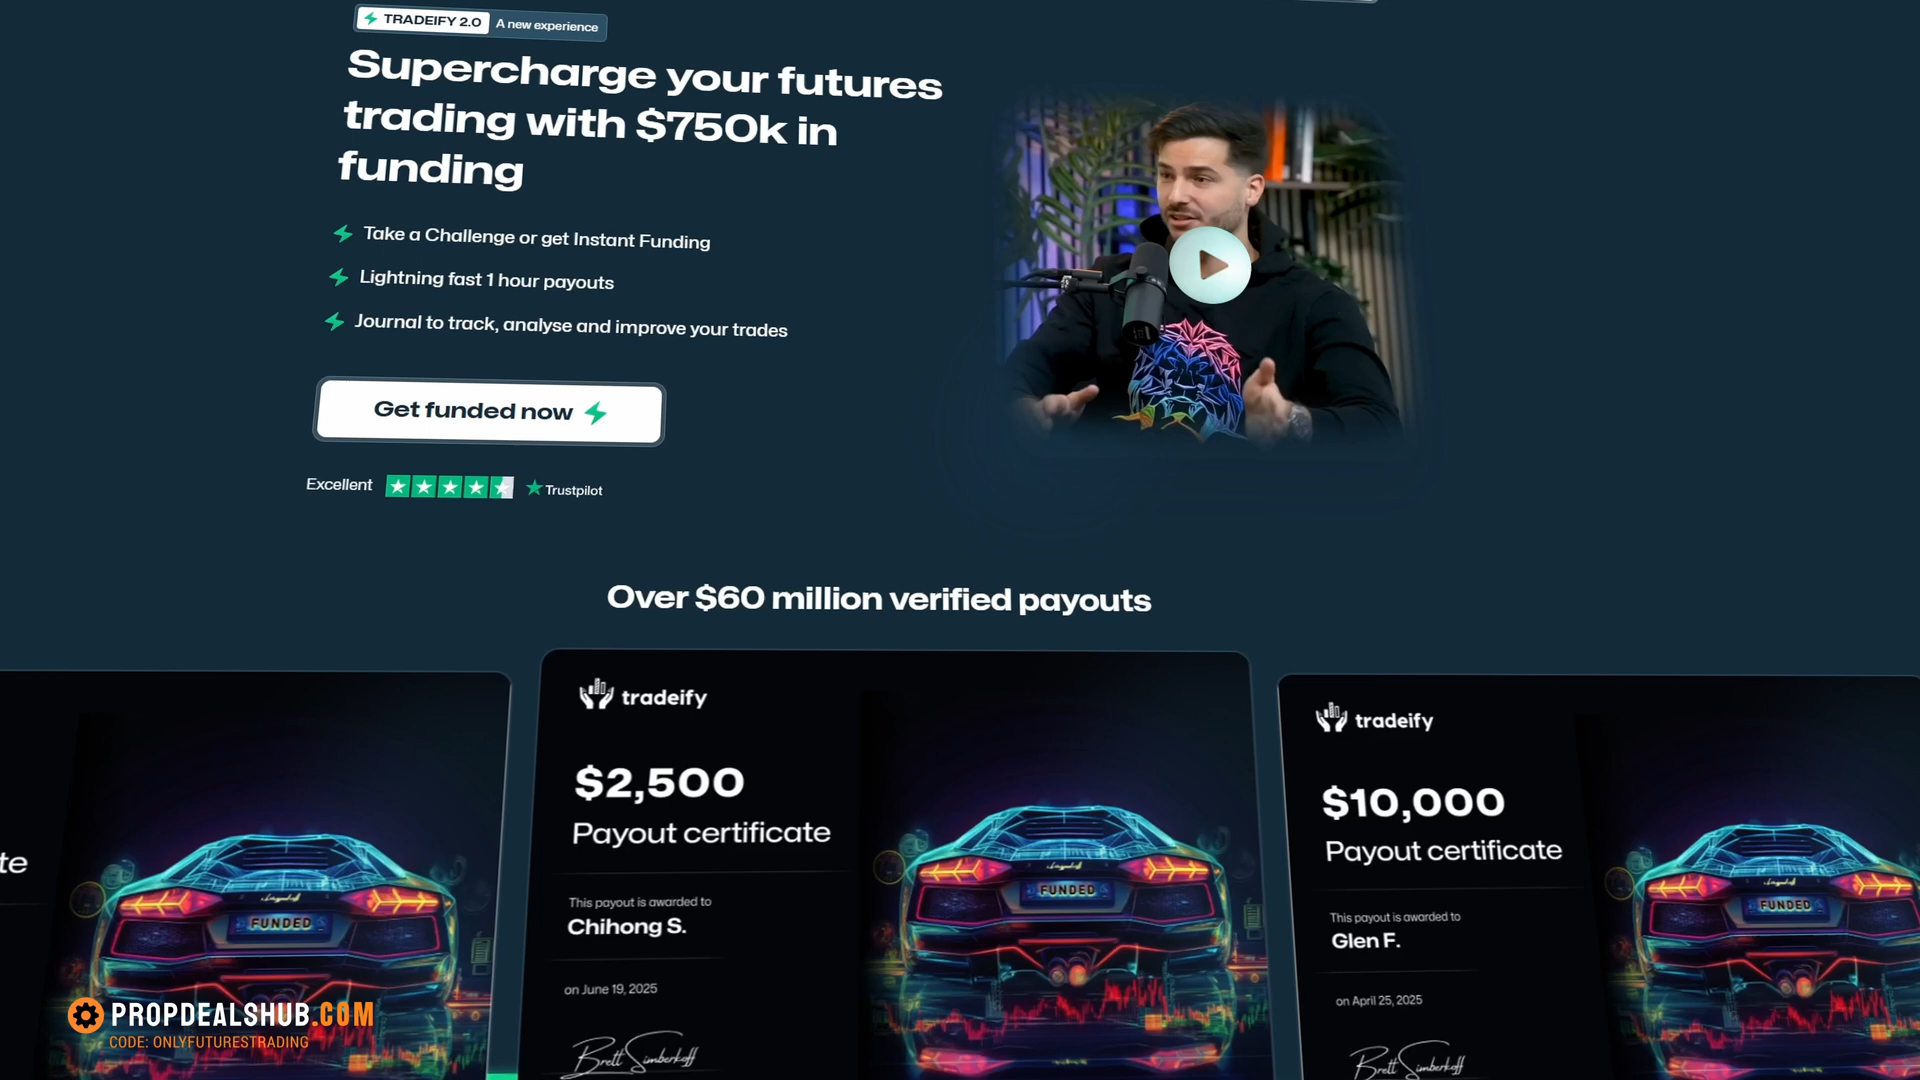 TRADEIFY 2.0 A new experience
Supercharge your futures
trading with $750k in
funding
Take a Challenge or get Instant Funding
Lightning fast 1 hour payouts
Journal to track, analyse and improve your trades
Get funded now
Excellent Trustpilot
Over $60 million verified payouts
te
FUNDED
tradeify
$2,500
Payout certificate
This payout is awarded to
Chihong S.
on June 19, 2025
Brett Simberkoff
FUNDED
tradeify
$10,000
Payout certificate
This payout is awarded to
Glen F.
on April 25, 2025
Brett Simberkoff
FUNDED
PROPDEALSHUB.COM
CODE: ONLYFUTURESTRADING